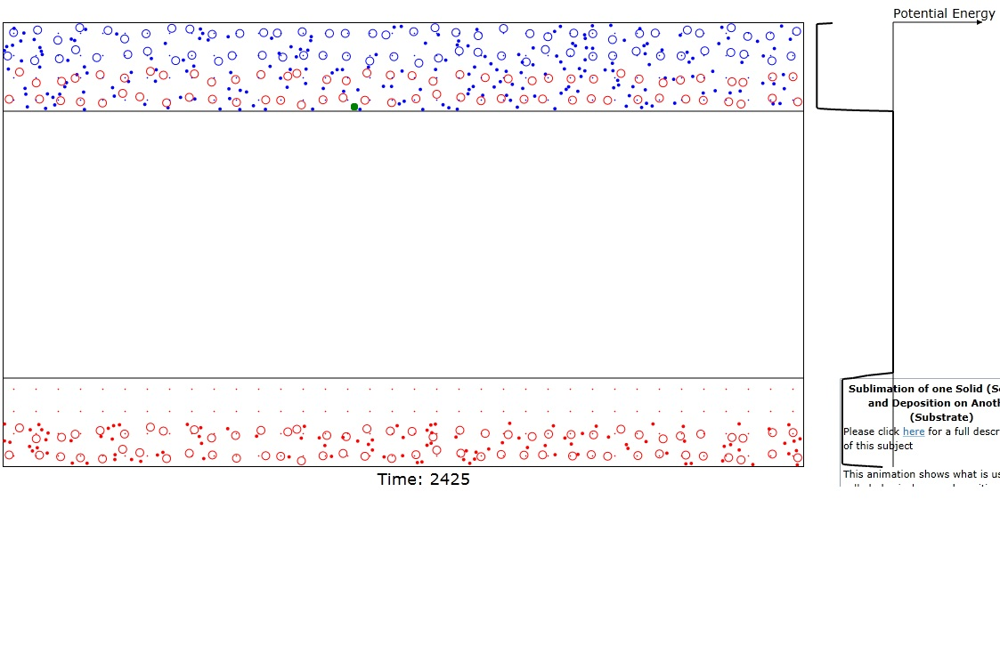 Potential Energy
Sublimation of one Solid (S
and Deposition on Anoth
(Substrate)
Please click here for a full descr
of this subject
This animation shows what is us
Time: 2425